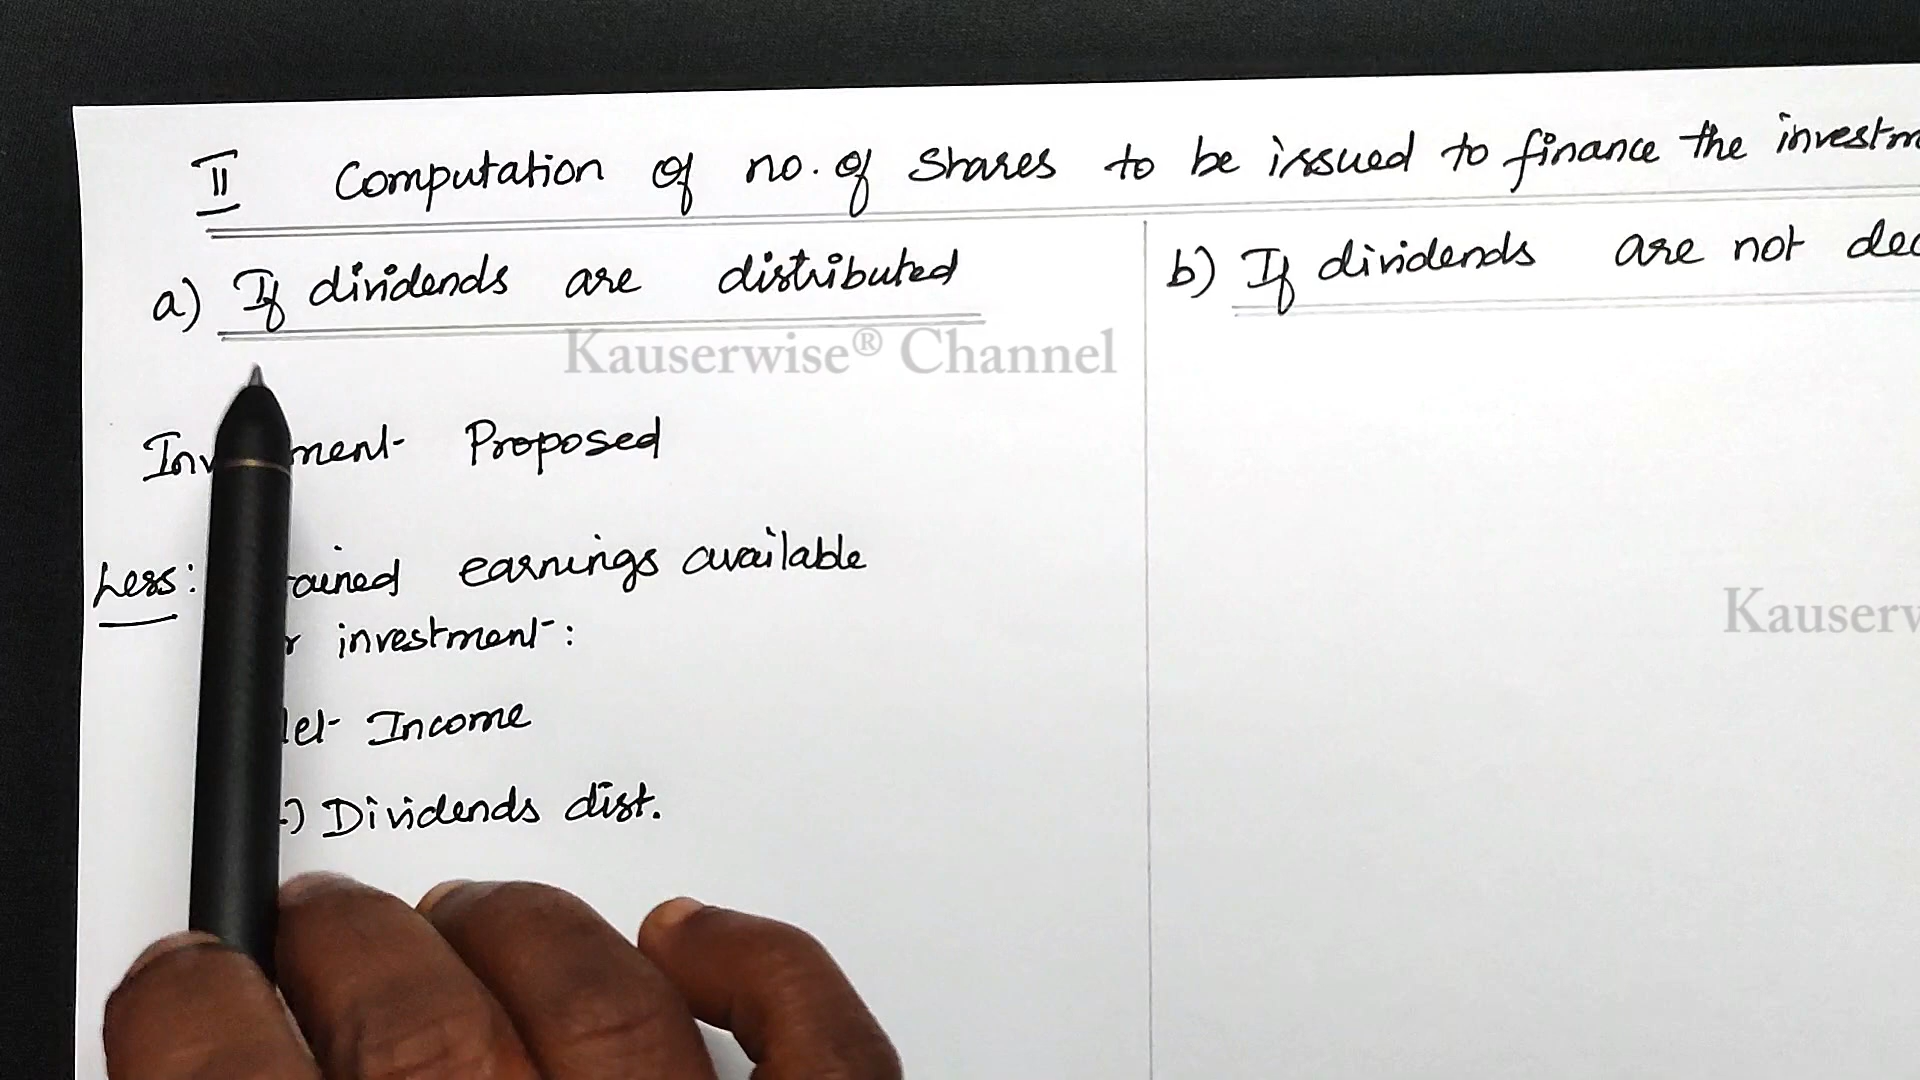 II Computation of no. of shares to be issued to finance the
a) If dividends are distributed
b) If dividends are not
Kauserwise® Channel
Proposed
Less: earnings available
investment:
Income
Dividends dist.